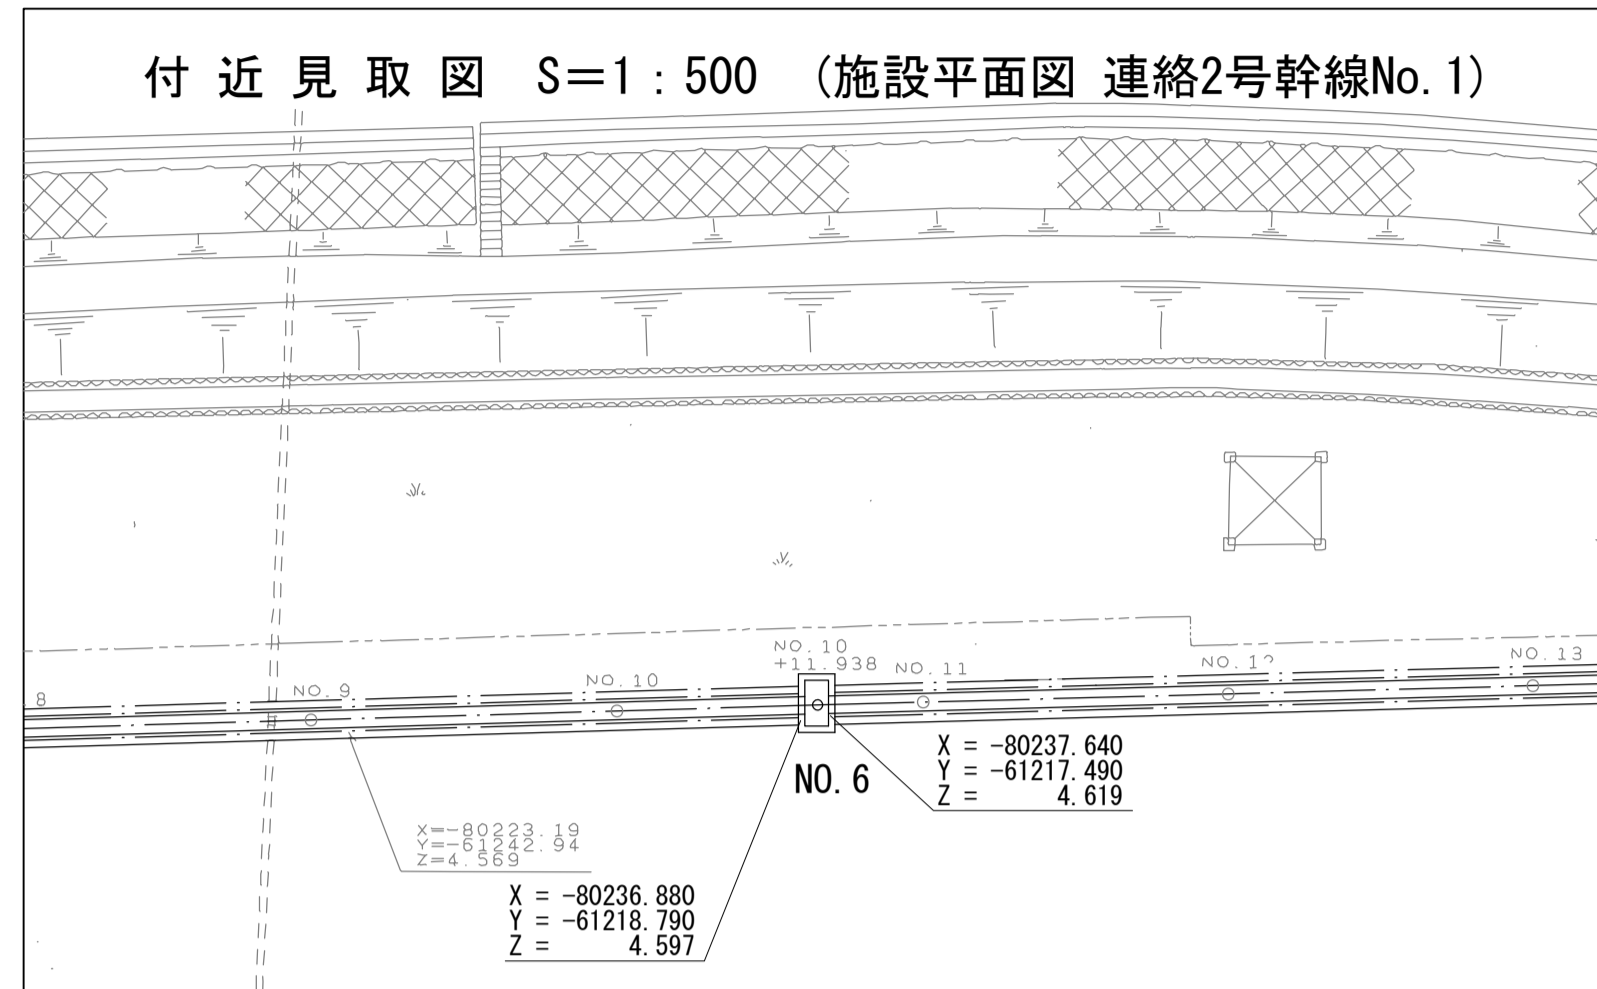 付近見取図 S=1:500 (施設平面図 連絡2号幹線No.1)
NO.10
+11.938
NO.11
NO.13
NO.10
NO.9
8
NO.6
X = -80237.640
Y = -61217.490
Z = 4.619
X=-80223.19
Y=-61242.94
Z=4.569
X = -80236.880
Y = -61218.790
Z = 4.597